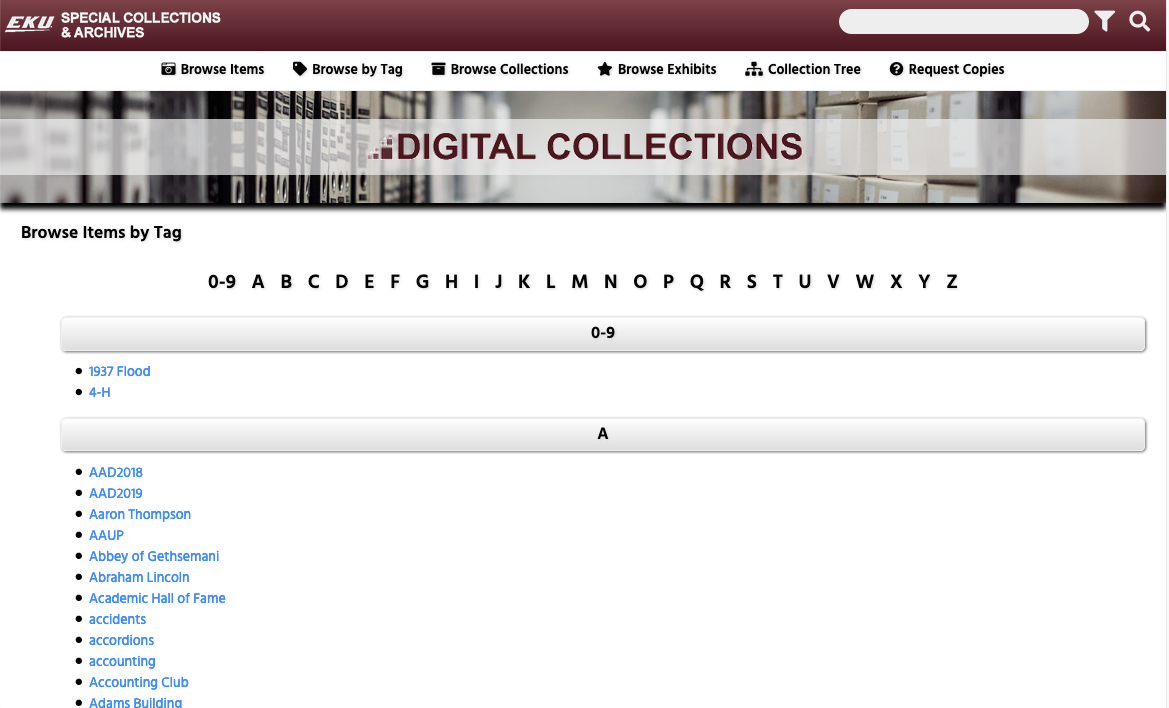 EKU SPECIAL COLLECTIONS
& ARCHIVES
Browse Items Browse by Tag Browse Collections Browse Exhibits Collection Tree Request Copies
DIGITAL COLLECTIONS
Browse Items by Tag
0-9 A B C D E F G H I J K L M N O P Q R S T U V W X Y Z
0-9
1937 Flood
4-H
A
AAD2018
AAD2019
Aaron Thompson
AAUP
Abbey of Gethsemani
Abraham Lincoln
Academic Hall of Fame
accidents
accordions
accounting
Accounting Club
Adams Building